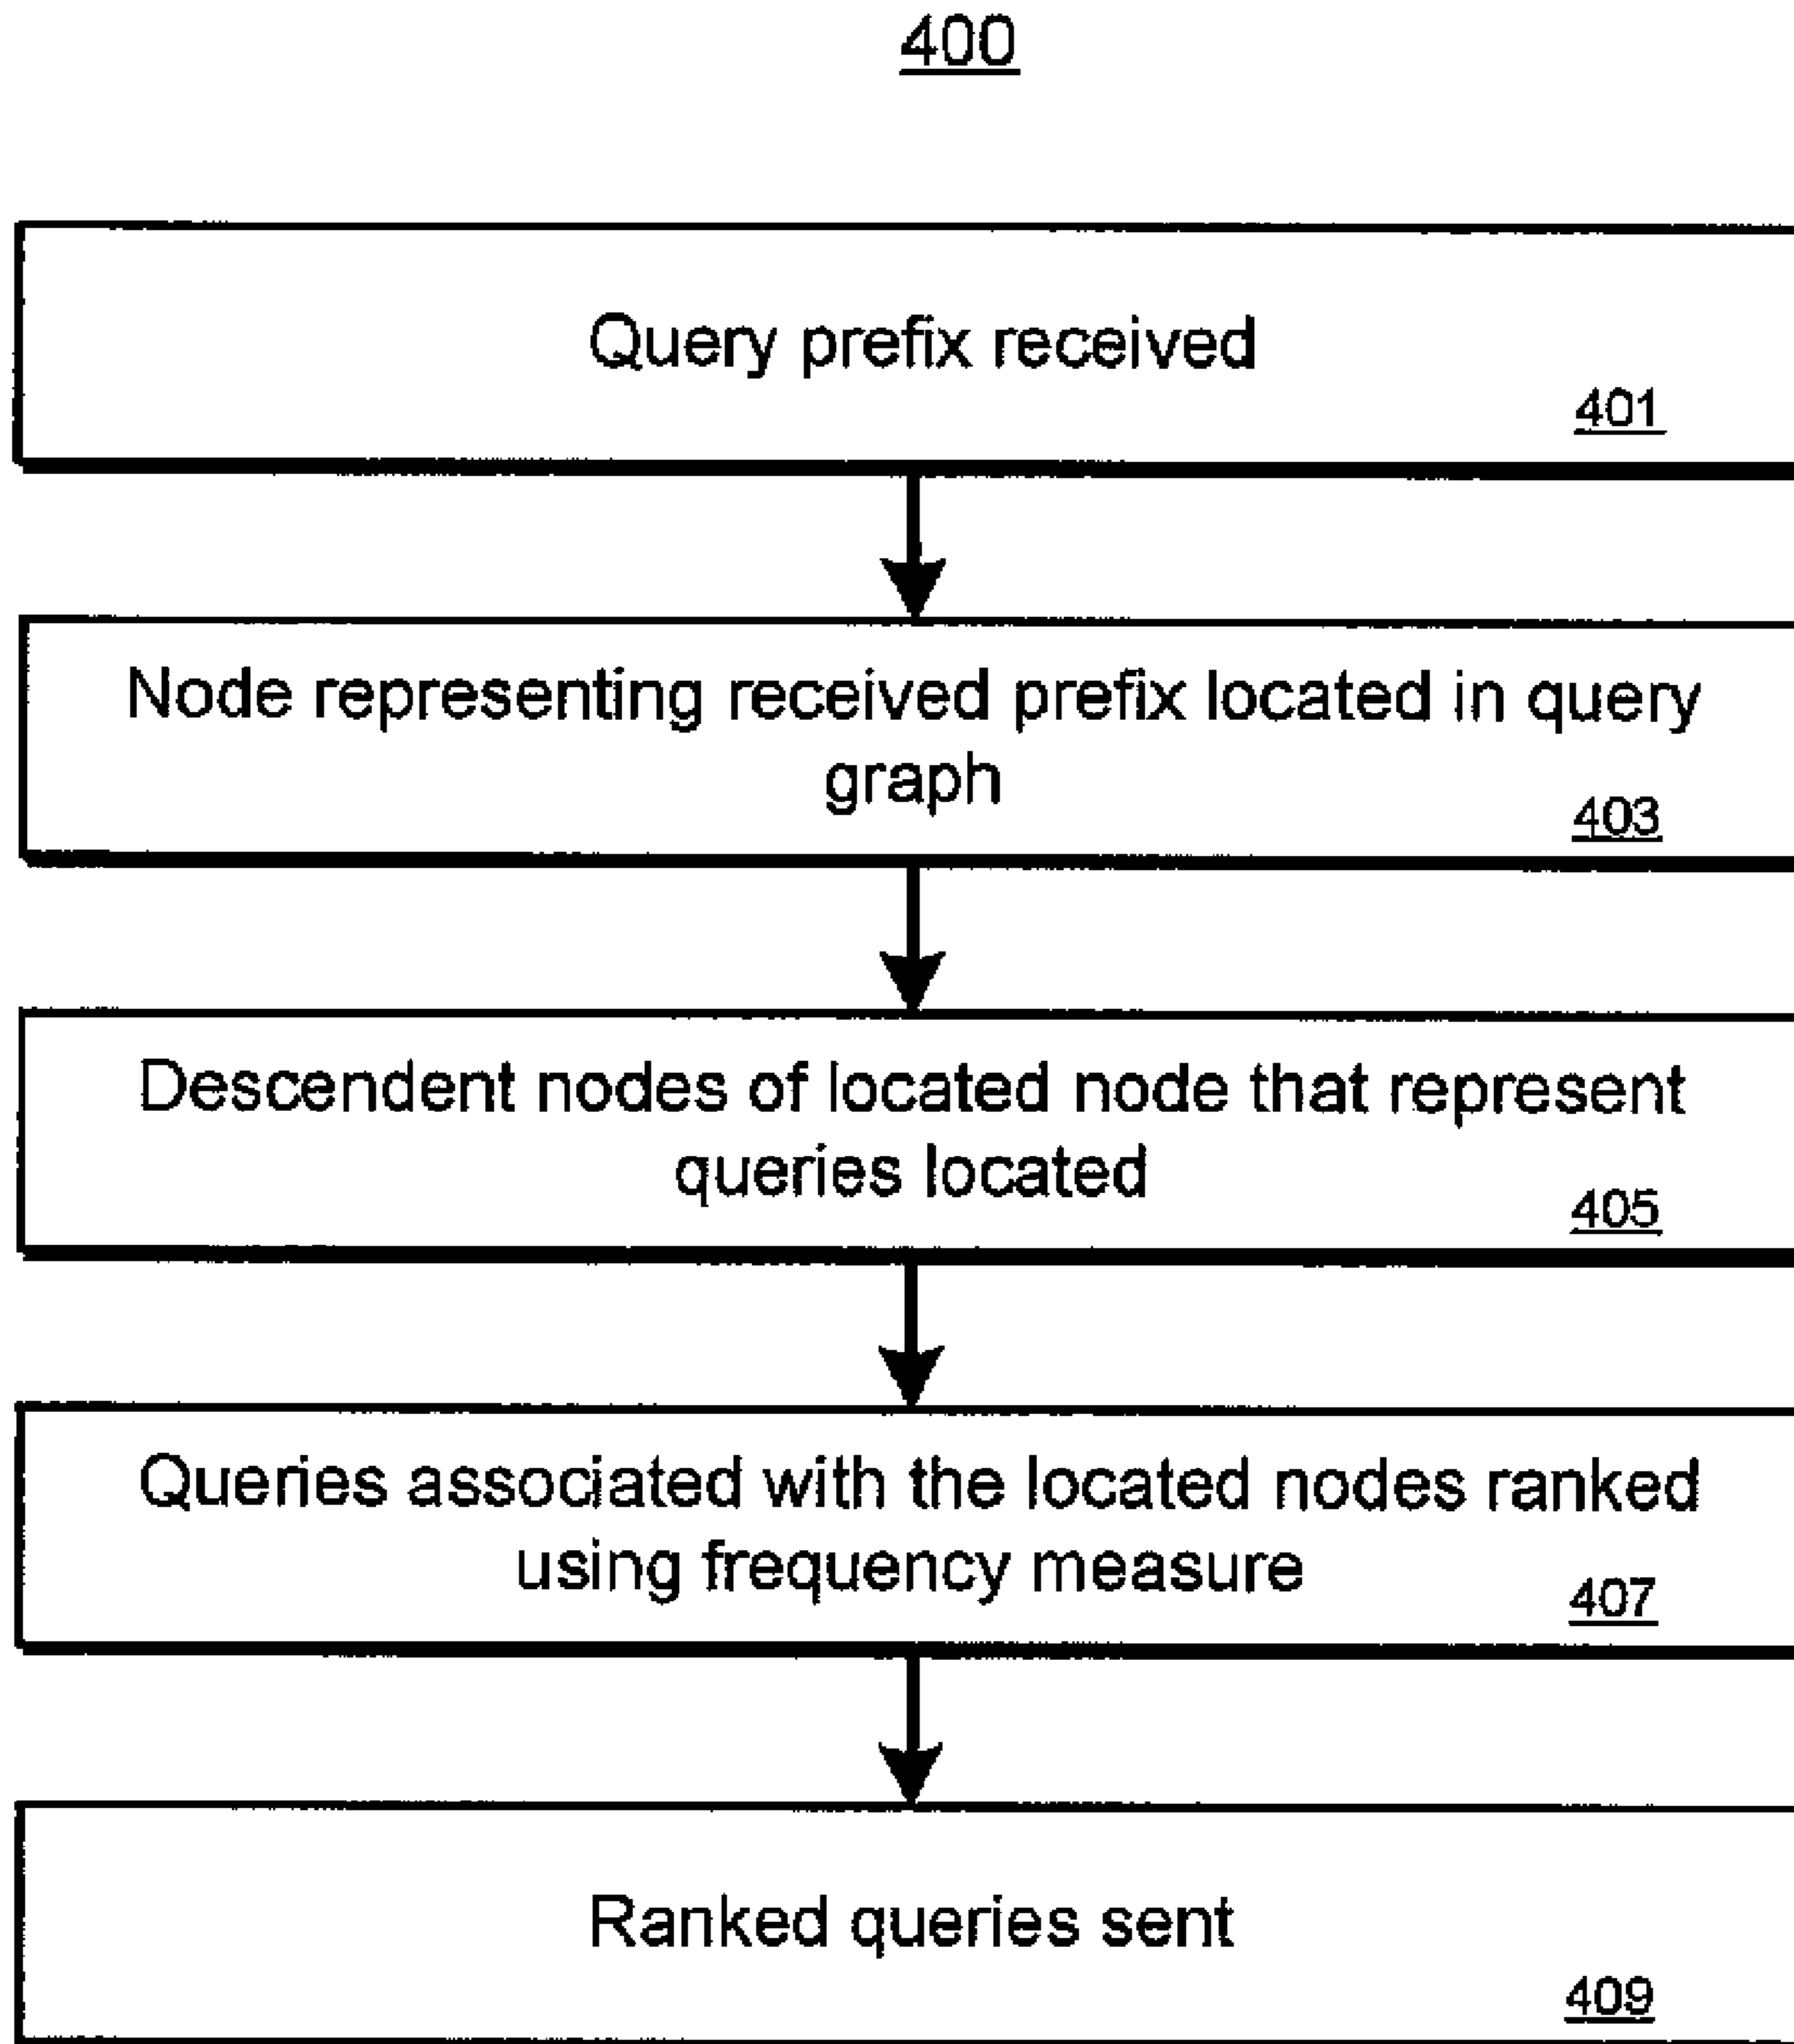 400
Query prefix received
401
Node representing received prefix located in query
graph
403
Descendent nodes of located node that represent
queries located
405
Queries associated with the located nodes ranked
using frequency measure
407
Ranked queries sent
409